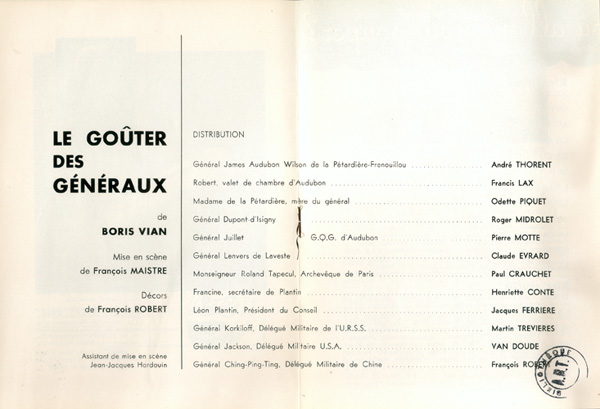 LE GOÛTER
DES
GÉNÉRAUX
de
BORIS VIAN
Mise en scène
de François MAISTRE
Décors
de François ROBERT
Assistant de mise en scène
Jean-Jacques Hardouin
DISTRIBUTION
Général James Audubon Wilson de la Pétardière-Frenouillou ........ André THORENT
Robert, valet de chambre d'Audubon ........ Francis LAX
Madame de la Pétardière, mère du général ........ Odette PIQUET
Général Dupont-d'Isigny ........ Roger MIDROLET
Général Juillet G.Q.G. d'Audubon ........ Pierre MOTTE
Général Lenvers de Laveste ........ Claude EVRARD
Monseigneur Roland Tapecul, Archevêque de Paris ........ Paul CRAUCHET
Francine, secrétaire de Plantin ........ Henriette CONTE
Léon Plantin, Président du Conseil ........ Jacques FERRIERE
Général Korkiloff, Délégué Militaire de l'U.R.S.S. ........ Martin TREVIERES
Général Jackson, Délégué Militaire U.S.A. ........ VAN DOUDE
Général Ching-Ping-Ting, Délégué Militaire de Chine ........ François ROBERT
BIBLIOTHÈQUE
A.R.T.